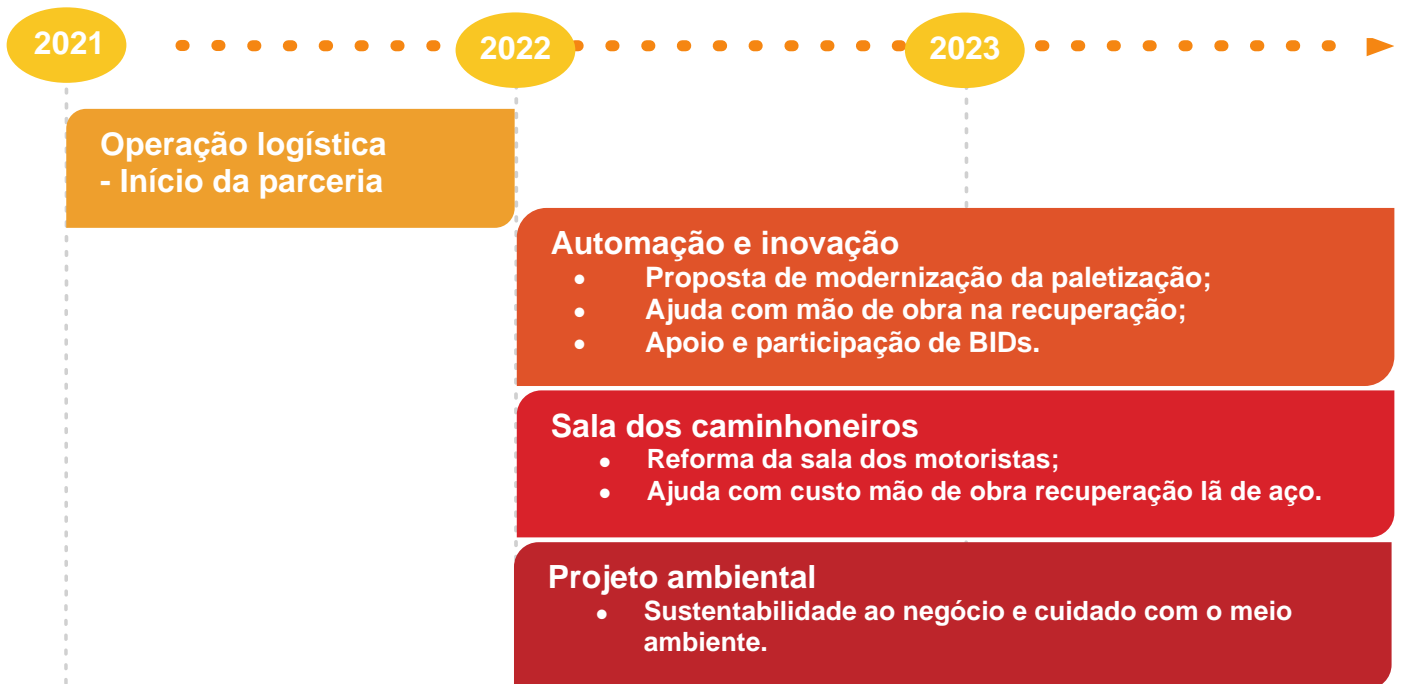 2021
2022
2023
Operação logística
- Início da parceria
Automação e inovação
• Proposta de modernização da paletização;
• Ajuda com mão de obra na recuperação;
• Apoio e participação de BIDs.
Sala dos caminhoneiros
• Reforma da sala dos motoristas;
• Ajuda com custo mão de obra recuperação lã de aço.
Projeto ambiental
• Sustentabilidade ao negócio e cuidado com o meio
ambiente.